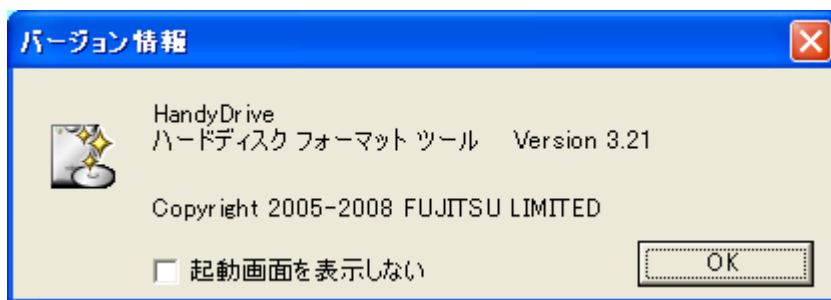 バージョン情報
HandyDrive
ハードディスク フォーマット ツール Version 3.21
Copyright 2005-2008 FUJITSU LIMITED
起動画面を表示しない
OK